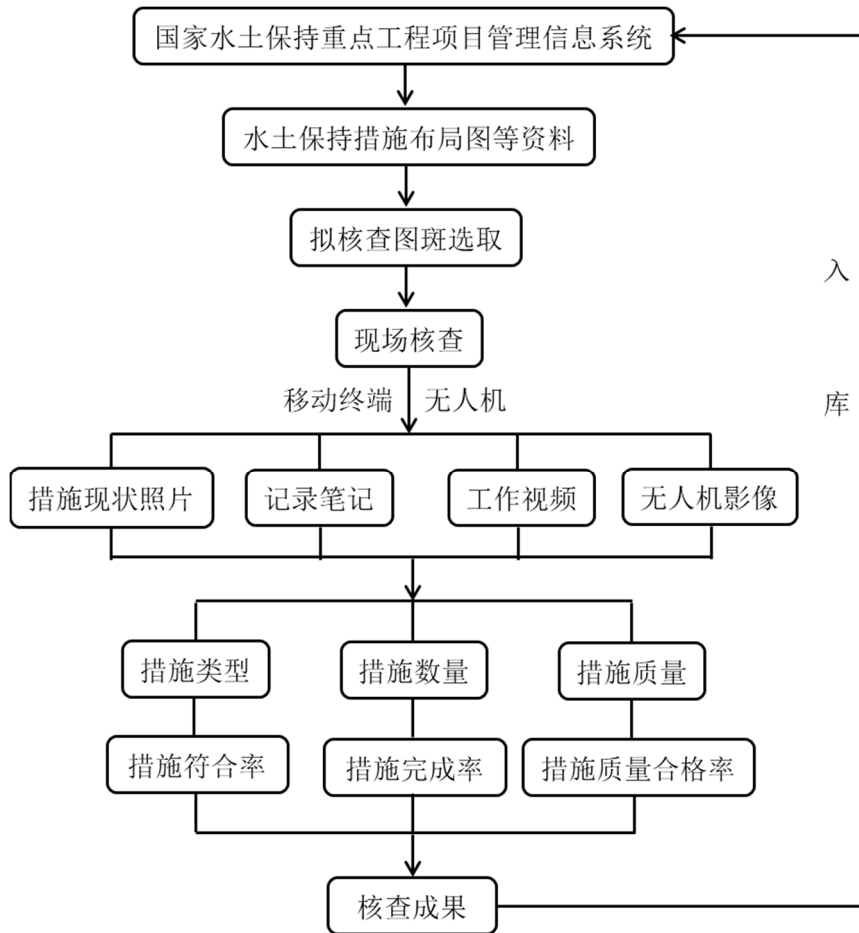 国家水土保持重点工程项目管理信息系统
水土保持措施布局图等资料
拟核查图斑选取
入
现场核查
移动终端 无人机
库
措施现状照片 记录笔记 工作视频 无人机影像
措施类型 措施数量 措施质量
措施符合率 措施完成率 措施质量合格率
核查成果